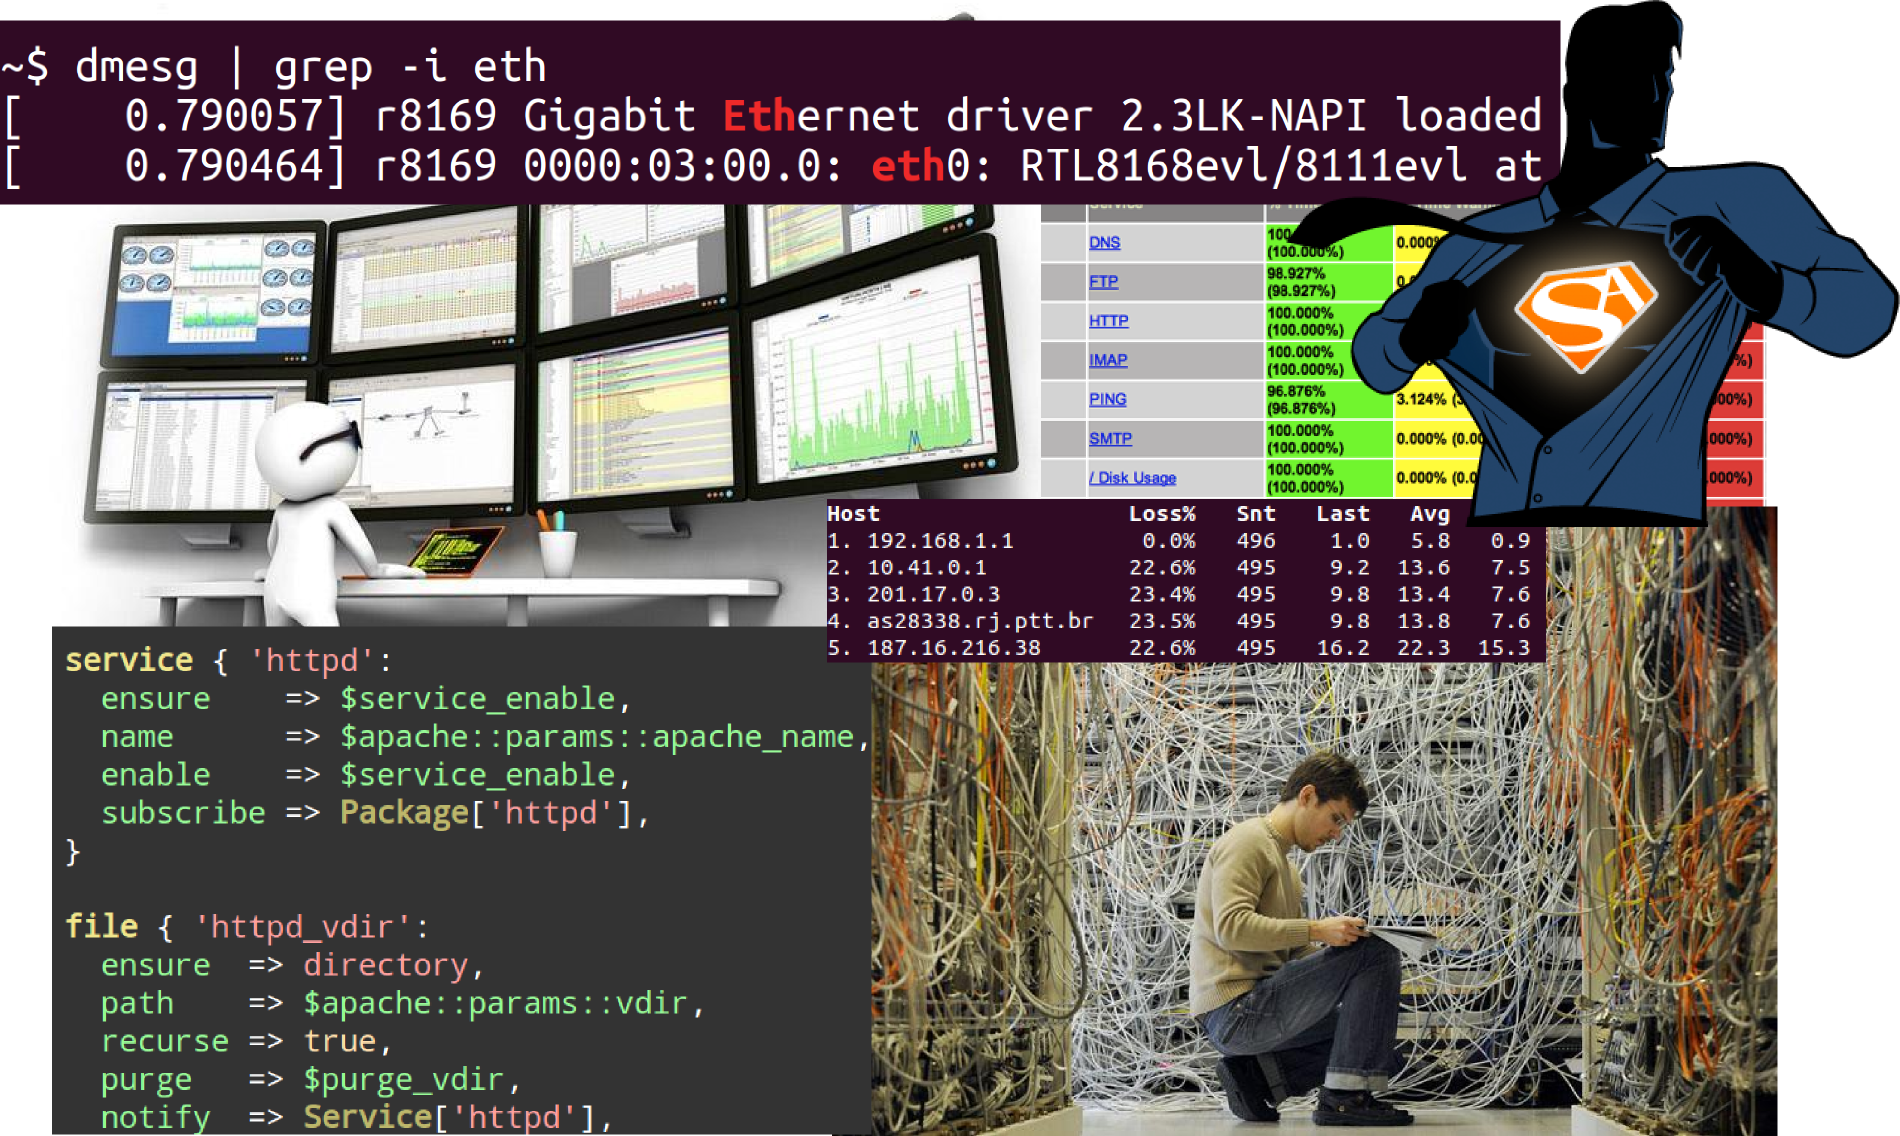 ~$ dmesg | grep -i eth
[    0.790057] r8169 Gigabit Ethernet driver 2.3LK-NAPI loaded
[    0.790464] r8169 0000:03:00.0: eth0: RTL8168evl/8111evl at
SA
Service % Time
DNS 100. (100.000%) 0.000%
FTP 98.927% (98.927%)
HTTP 100.000% (100.000%)
IMAP 100.000% (100.000%) %)
PING 96.876% (96.876%) 3.124% 000%)
SMTP 100.000% (100.000%) 0.000% (0.00 .000%)
/ Disk Usage 100.000% (100.000%) 0.000% (0.0 .000%)
Host Loss% Snt Last Avg
1. 192.168.1.1 0.0% 496 1.0 5.8 0.9
2. 10.41.0.1 22.6% 495 9.2 13.6 7.5
3. 201.17.0.3 23.4% 495 9.8 13.4 7.6
4. as28338.rj.ptt.br 23.5% 495 9.8 13.8 7.6
5. 187.16.216.38 22.6% 495 16.2 22.3 15.3
service { 'httpd':
  ensure    => $service_enable,
  name      => $apache::params::apache_name,
  enable    => $service_enable,
  subscribe => Package['httpd'],
}
file { 'httpd_vdir':
  ensure  => directory,
  path    => $apache::params::vdir,
  recurse => true,
  purge   => $purge_vdir,
  notify  => Service['httpd'],